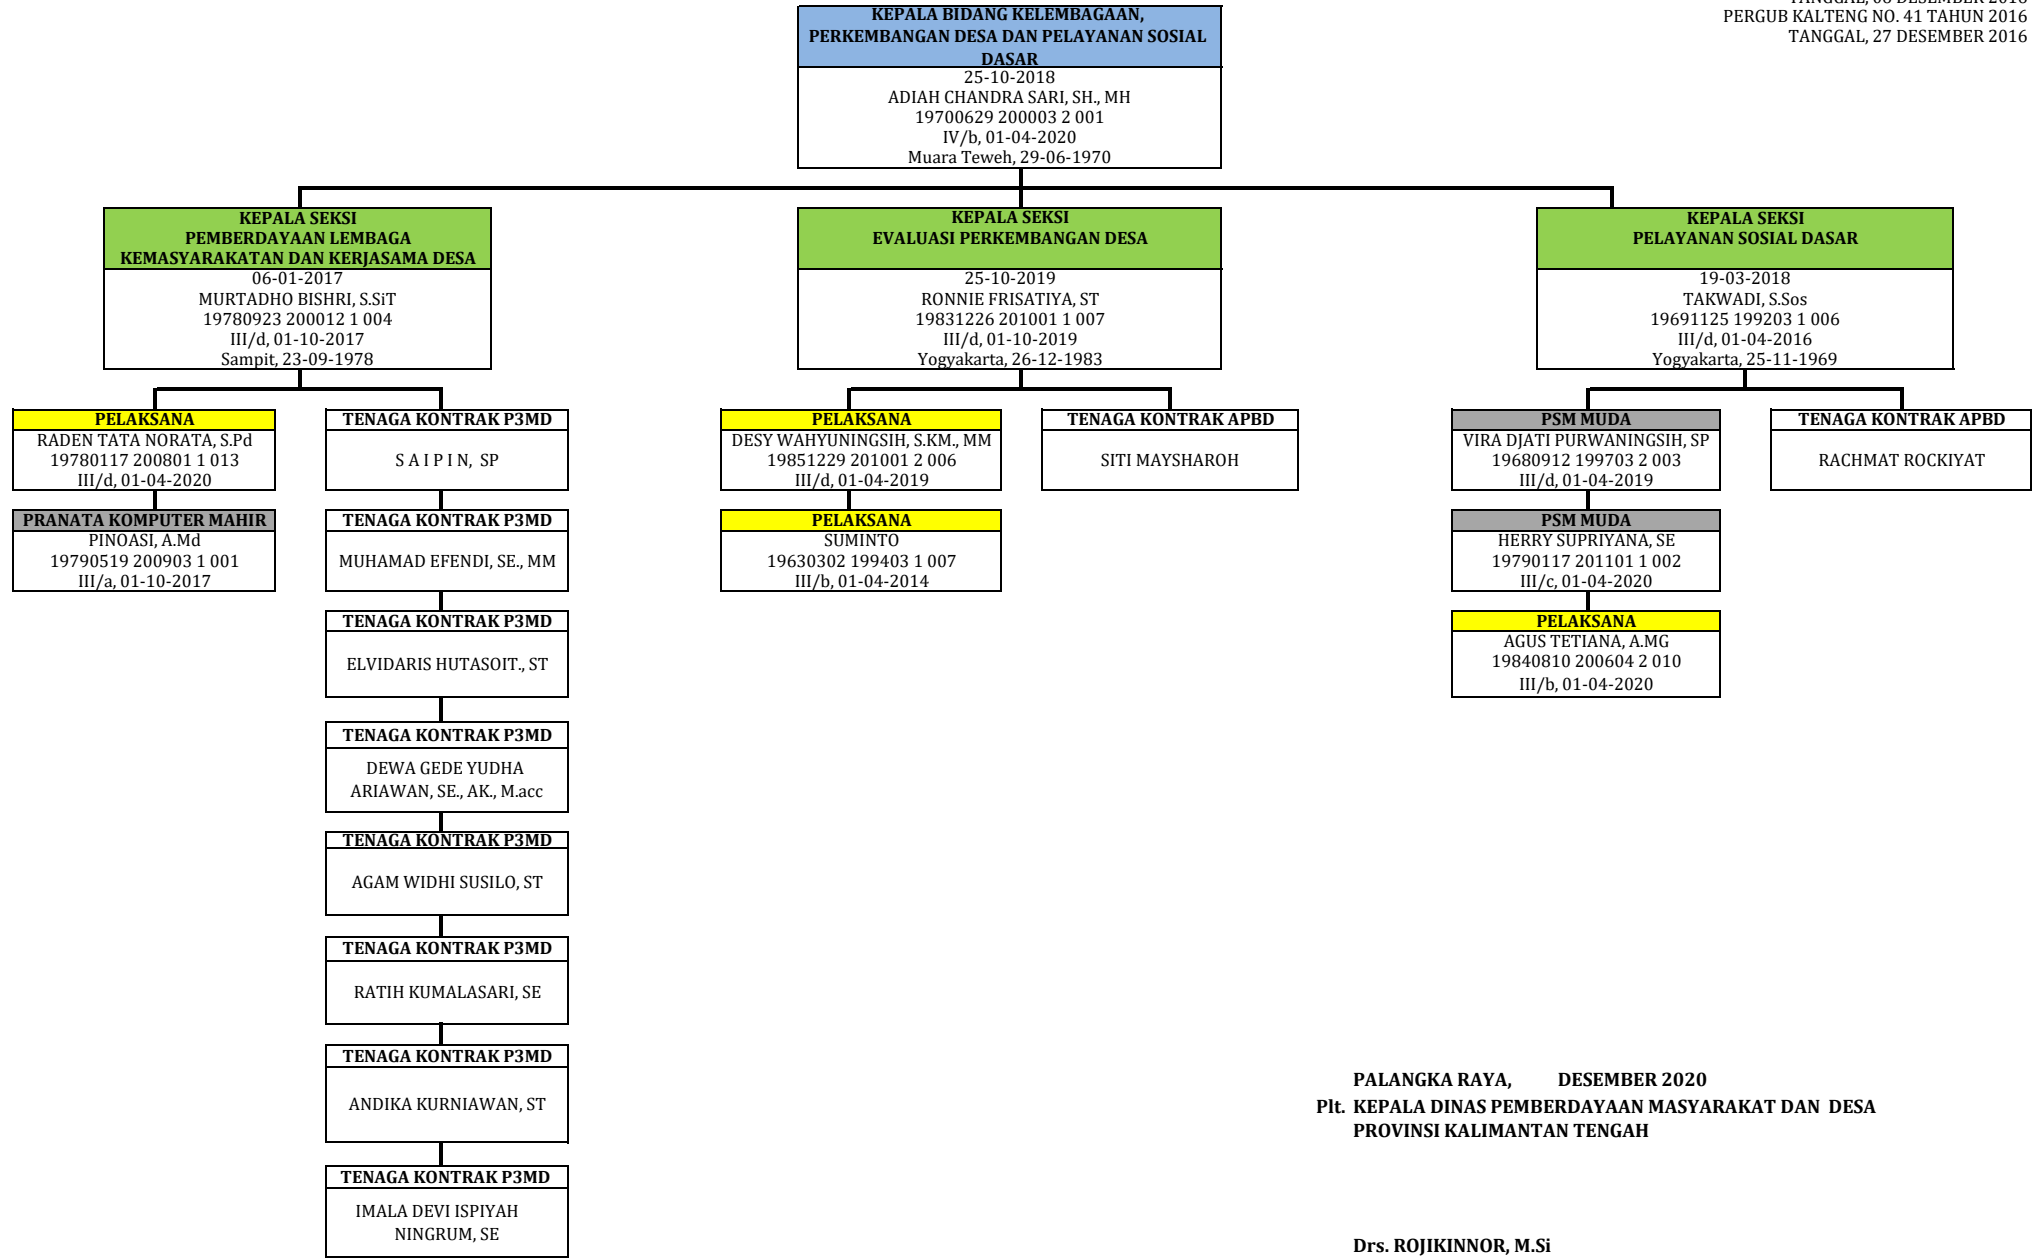 TANGGAL, 08 DESEMBER 2016
PERGUB KALTENG NO. 41 TAHUN 2016
TANGGAL, 27 DESEMBER 2016
KEPALA BIDANG KELEMBAGAAN,
PERKEMBANGAN DESA DAN PELAYANAN SOSIAL
DASAR
25-10-2018
ADIAH CHANDRA SARI, SH., MH
19700629 200003 2 001
IV/b, 01-04-2020
Muara Teweh, 29-06-1970
KEPALA SEKSI
PEMBERDAYAAN LEMBAGA
KEMASYARAKATAN DAN KERJASAMA DESA
06-01-2017
MURTADHO BISHRI, S.SiT
19780923 200012 1 004
III/d, 01-10-2017
Sampit, 23-09-1978
PELAKSANA
RADEN TATA NORATA, S.Pd
19780117 200801 1 013
III/d, 01-04-2020
PRANATA KOMPUTER MAHIR
PINOASI, A.Md
19790519 200903 1 001
III/a, 01-10-2017
TENAGA KONTRAK P3MD
S A I P I N, SP
TENAGA KONTRAK P3MD
MUHAMAD EFENDI, SE., MM
TENAGA KONTRAK P3MD
ELVIDARIS HUTASOIT., ST
TENAGA KONTRAK P3MD
DEWA GEDE YUDHA
ARIAWAN, SE., AK., M.acc
TENAGA KONTRAK P3MD
AGAM WIDHI SUSILO, ST
TENAGA KONTRAK P3MD
RATIH KUMALASARI, SE
TENAGA KONTRAK P3MD
ANDIKA KURNIAWAN, ST
TENAGA KONTRAK P3MD
IMALA DEVI ISPIYAH
NINGRUM, SE
KEPALA SEKSI
EVALUASI PERKEMBANGAN DESA
25-10-2019
RONNIE FRISATIYA, ST
19831226 201001 1 007
III/d, 01-10-2019
Yogyakarta, 26-12-1983
PELAKSANA
DESY WAHYUNINGSIH, S.KM., MM
19851229 201001 2 006
III/d, 01-04-2019
PELAKSANA
SUMINTO
19630302 199403 1 007
III/b, 01-04-2014
TENAGA KONTRAK APBD
SITI MAYSHAROH
KEPALA SEKSI
PELAYANAN SOSIAL DASAR
19-03-2018
TAKWADI, S.Sos
19691125 199203 1 006
III/d, 01-04-2016
Yogyakarta, 25-11-1969
PSM MUDA
VIRA DJATI PURWANINGSIH, SP
19680912 199703 2 003
III/d, 01-04-2019
PSM MUDA
HERRY SUPRIYANA, SE
19790117 201101 1 002
III/c, 01-04-2020
PELAKSANA
AGUS TETIANA, A.MG
19840810 200604 2 010
III/b, 01-04-2020
TENAGA KONTRAK APBD
RACHMAT ROCKIYAT
PALANGKA RAYA, DESEMBER 2020
Plt. KEPALA DINAS PEMBERDAYAAN MASYARAKAT DAN DESA
PROVINSI KALIMANTAN TENGAH
Drs. ROJIKINNOR, M.Si